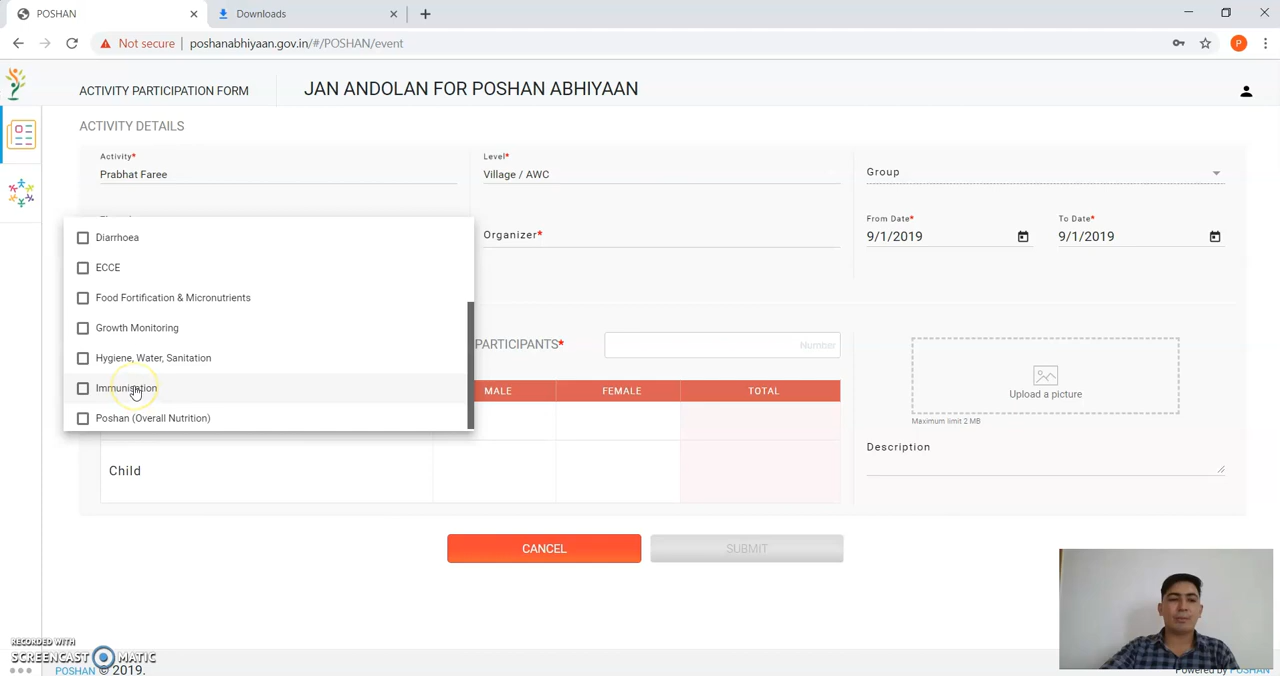 POSHAN
Downloads
Not secure
poshanabhiyaan.gov.in/#/POSHAN/event
P
ACTIVITY PARTICIPATION FORM
JAN ANDOLAN FOR POSHAN ABHIYAAN
ACTIVITY DETAILS
Activity*
Prabhat Faree
Level*
Village / AWC
Group
Organizer*
From Date*
9/1/2019
To Date*
9/1/2019
Diarrhoea
ECCE
Food Fortification & Micronutrients
Growth Monitoring
Hygiene, Water, Sanitation
Immunisation
Poshan (Overall Nutrition)
PARTICIPANTS*
Number
MALE
FEMALE
TOTAL
Child
Upload a picture
Maximum limit 2 MB
Description
CANCEL
SUBMIT
RECORDED WITH
SCREENCAST MATIC
POSHAN © 2019.
Powered by POSHAN